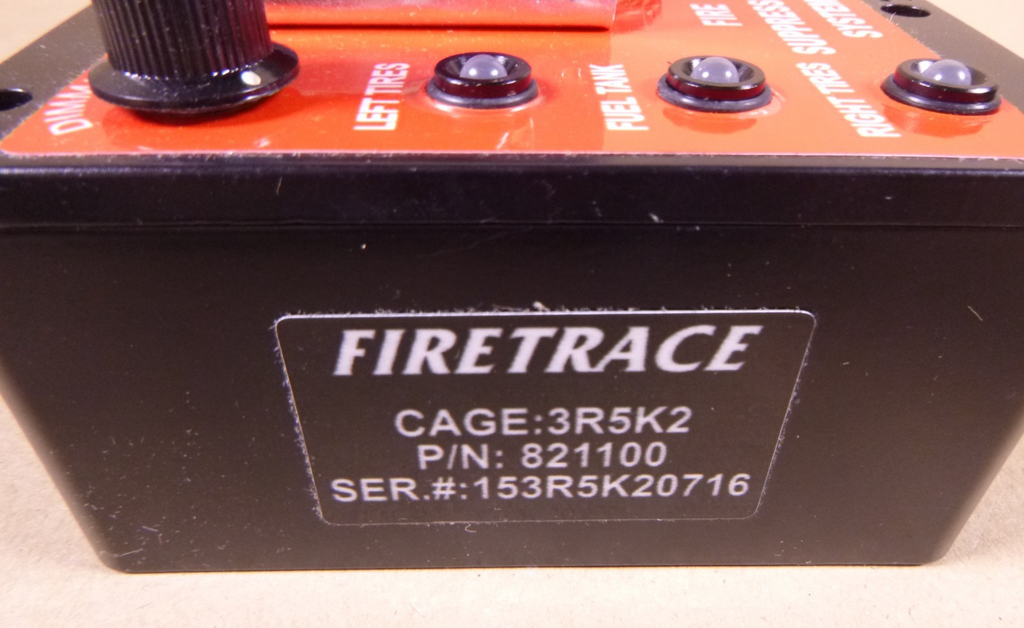 DIMM
LEFT TIRES
FUEL TANK
RIGHT TIRES
FIRE
SUPPRESS
SYSTEM
FIRETRACE
CAGE:3R5K2
P/N: 821100
SER.#:153R5K20716